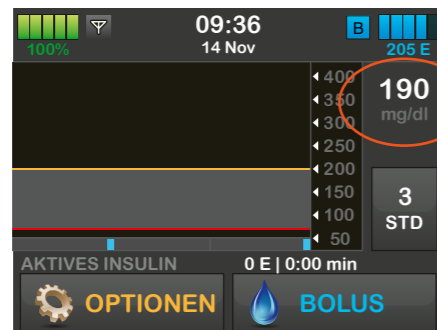 09:36
B
100%
14 Nov
205 E
400
350
300
250
200
150
100
50
190
mg/dl
3
STD
AKTIVES INSULIN
0 E | 0:00 min
OPTIONEN
BOLUS